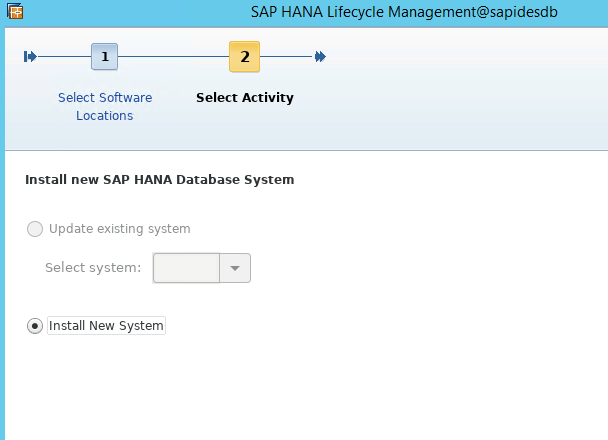 SAP HANA Lifecycle Management@sapidesdb
1
2
Select Software
Locations
Select Activity
Install new SAP HANA Database System
Update existing system
Select system:
Install New System